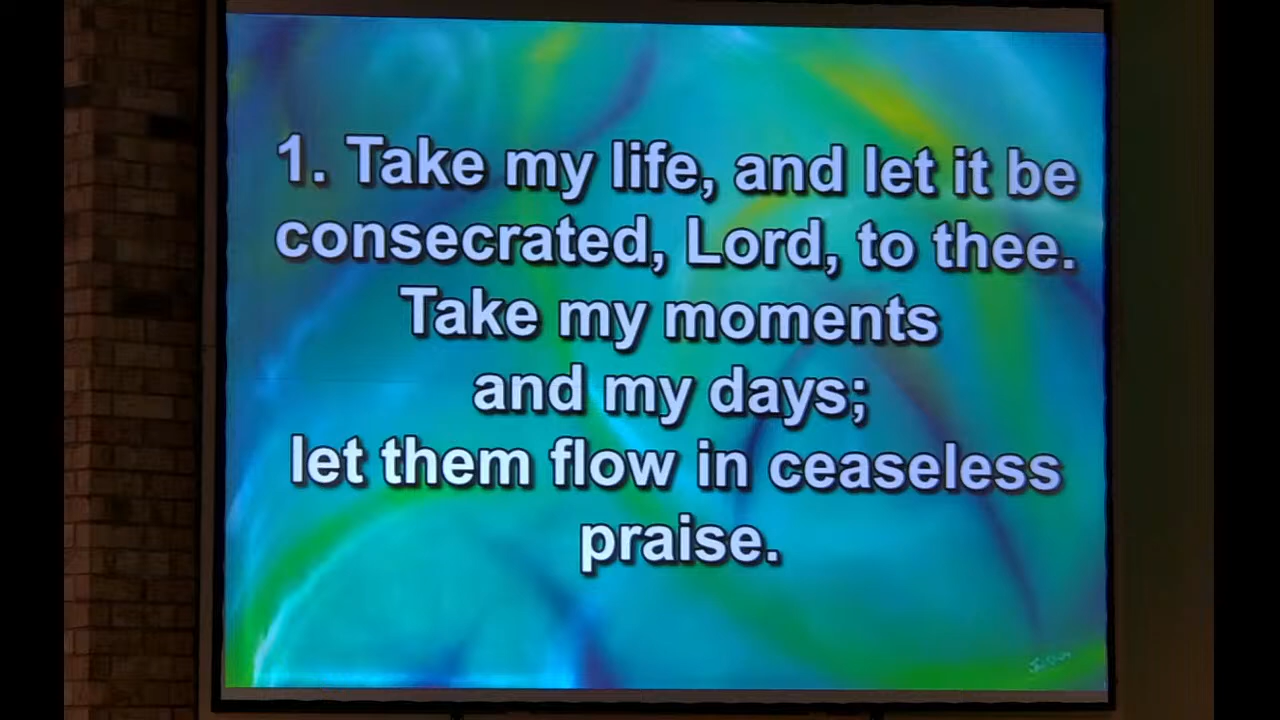 1. Take my life, and let it be
consecrated, Lord, to thee.
Take my moments
and my days;
let them flow in ceaseless
praise.